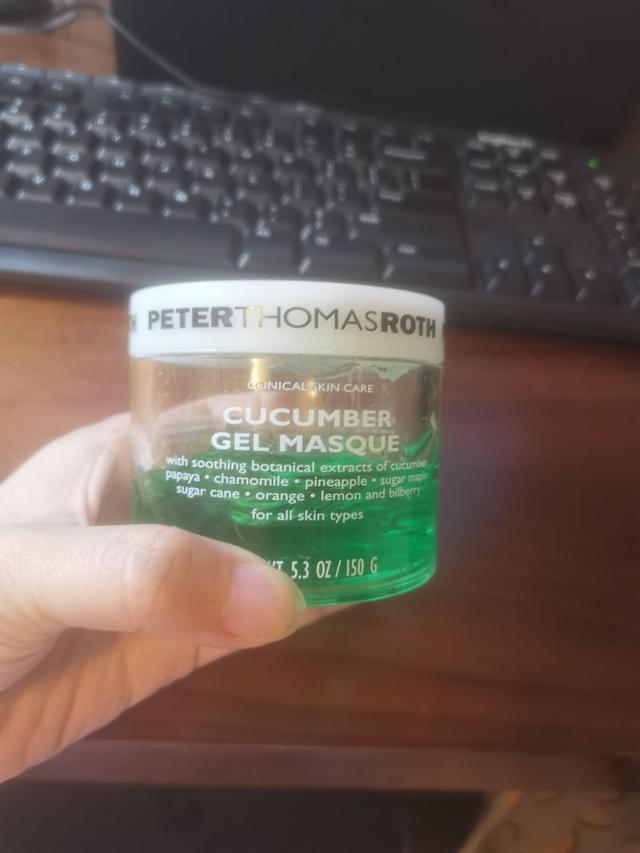 PETERTHOMASROTH
CLINICAL SKIN CARE
CUCUMBER
GEL MASQUE
with soothing botanical extracts of cucumber
papaya • chamomile • pineapple • sugar maple
sugar cane • orange • lemon and bilberry
for all skin types
5.3 OZ / 150 G